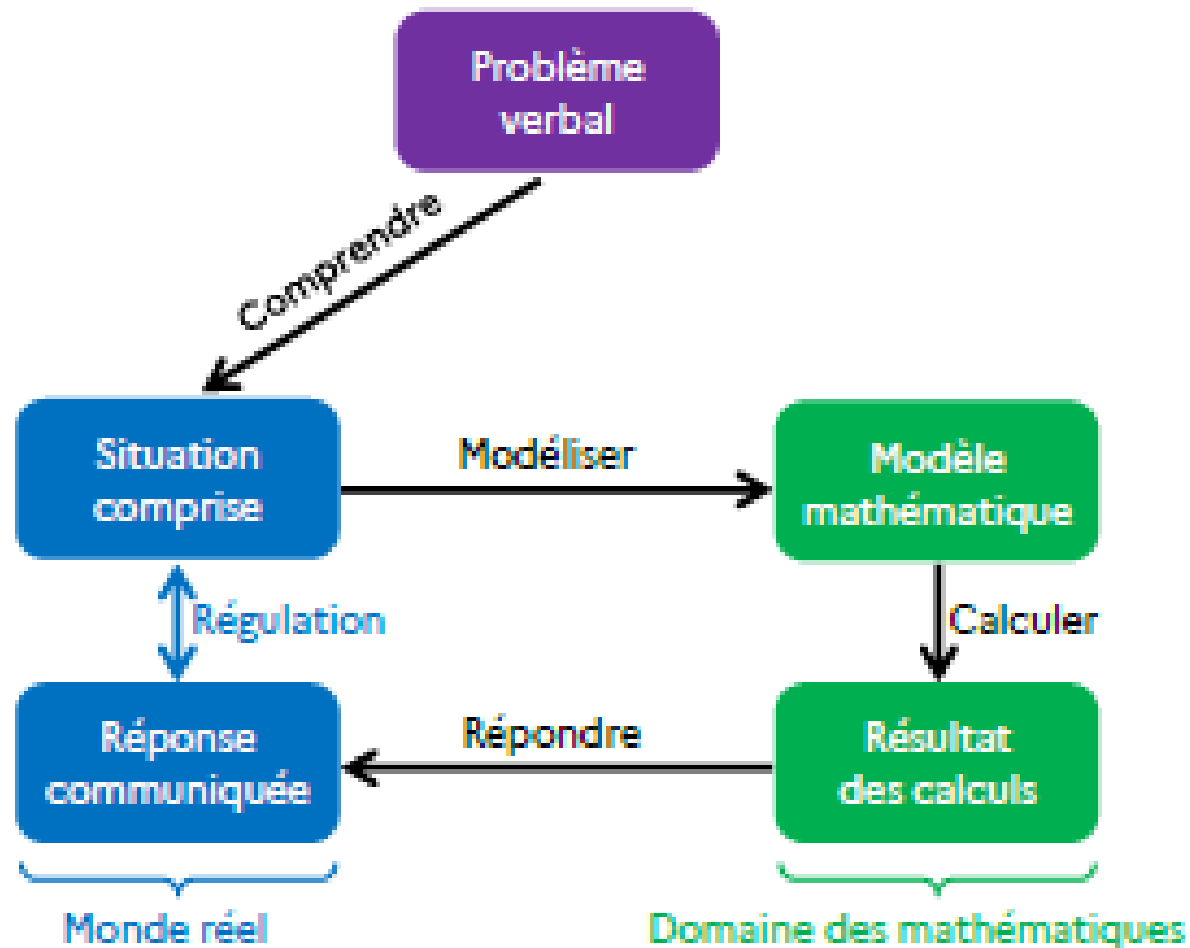 Problème
verbal
Comprendre
Situation
comprise
Modéliser
Modèle
mathématique
Régulation
Calculer
Réponse
communiquée
Répondre
Résultat
des calculs
Monde réel
Domaine des mathématiques